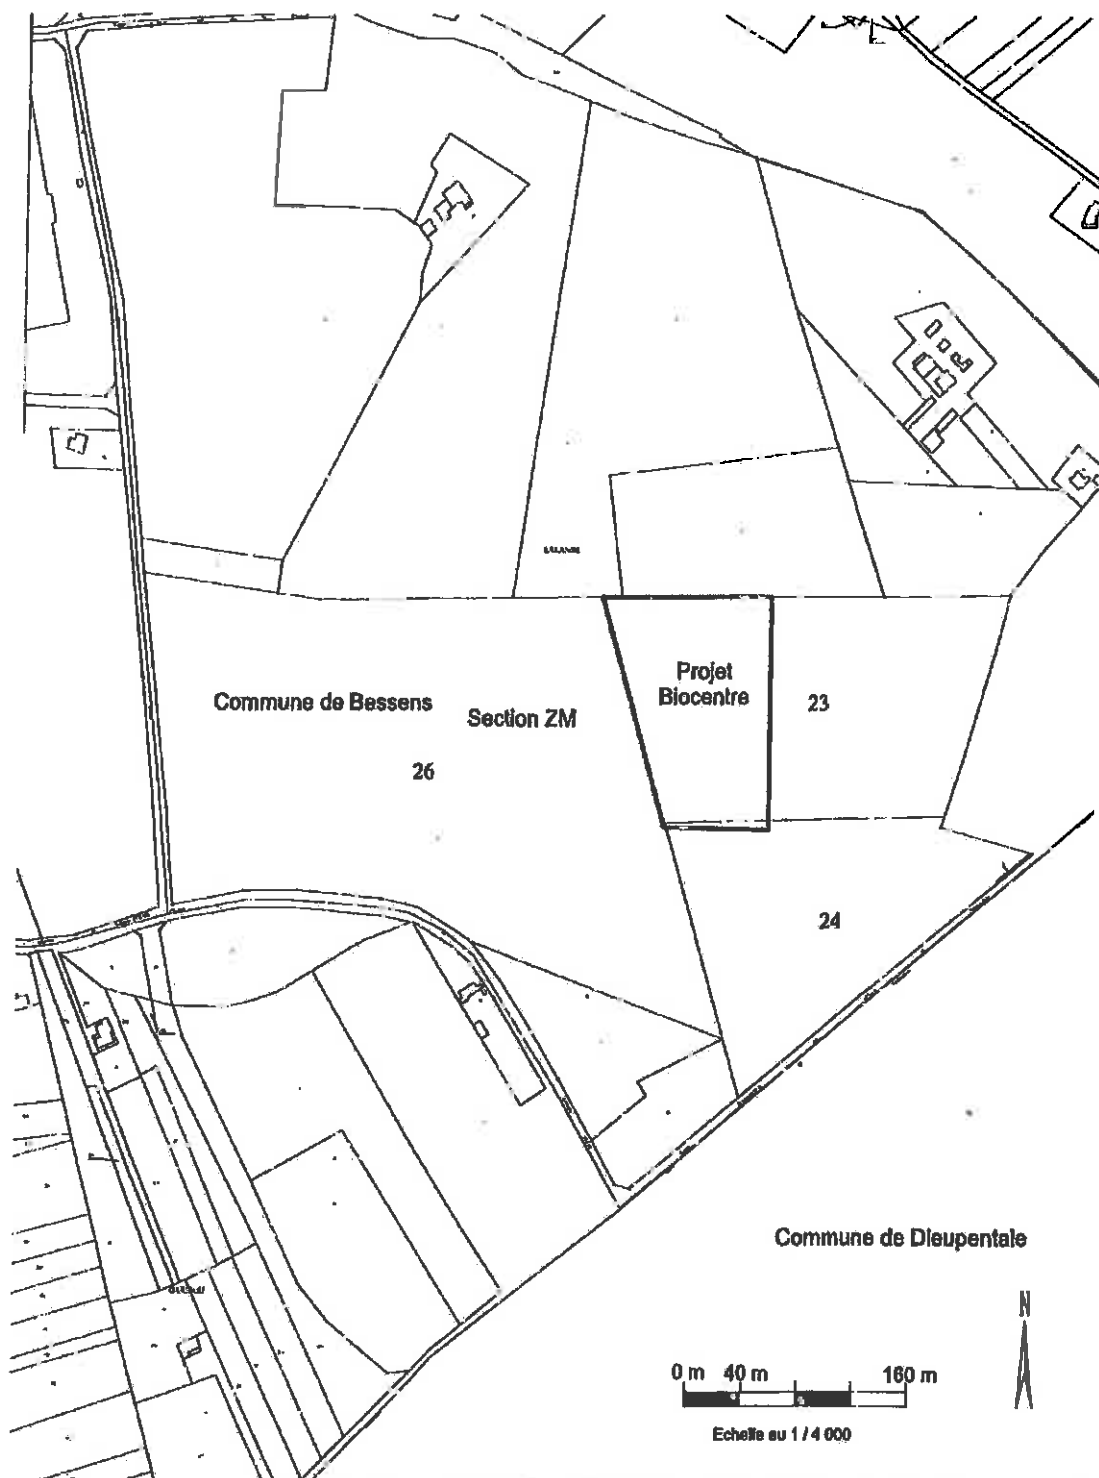 LALANDE
Projet
Biocentre
23
Commune de Bessens
Section ZM
26
24
Commune de Dieupentale
N
0 m 40 m 160 m
Echelle au 1 / 4 000